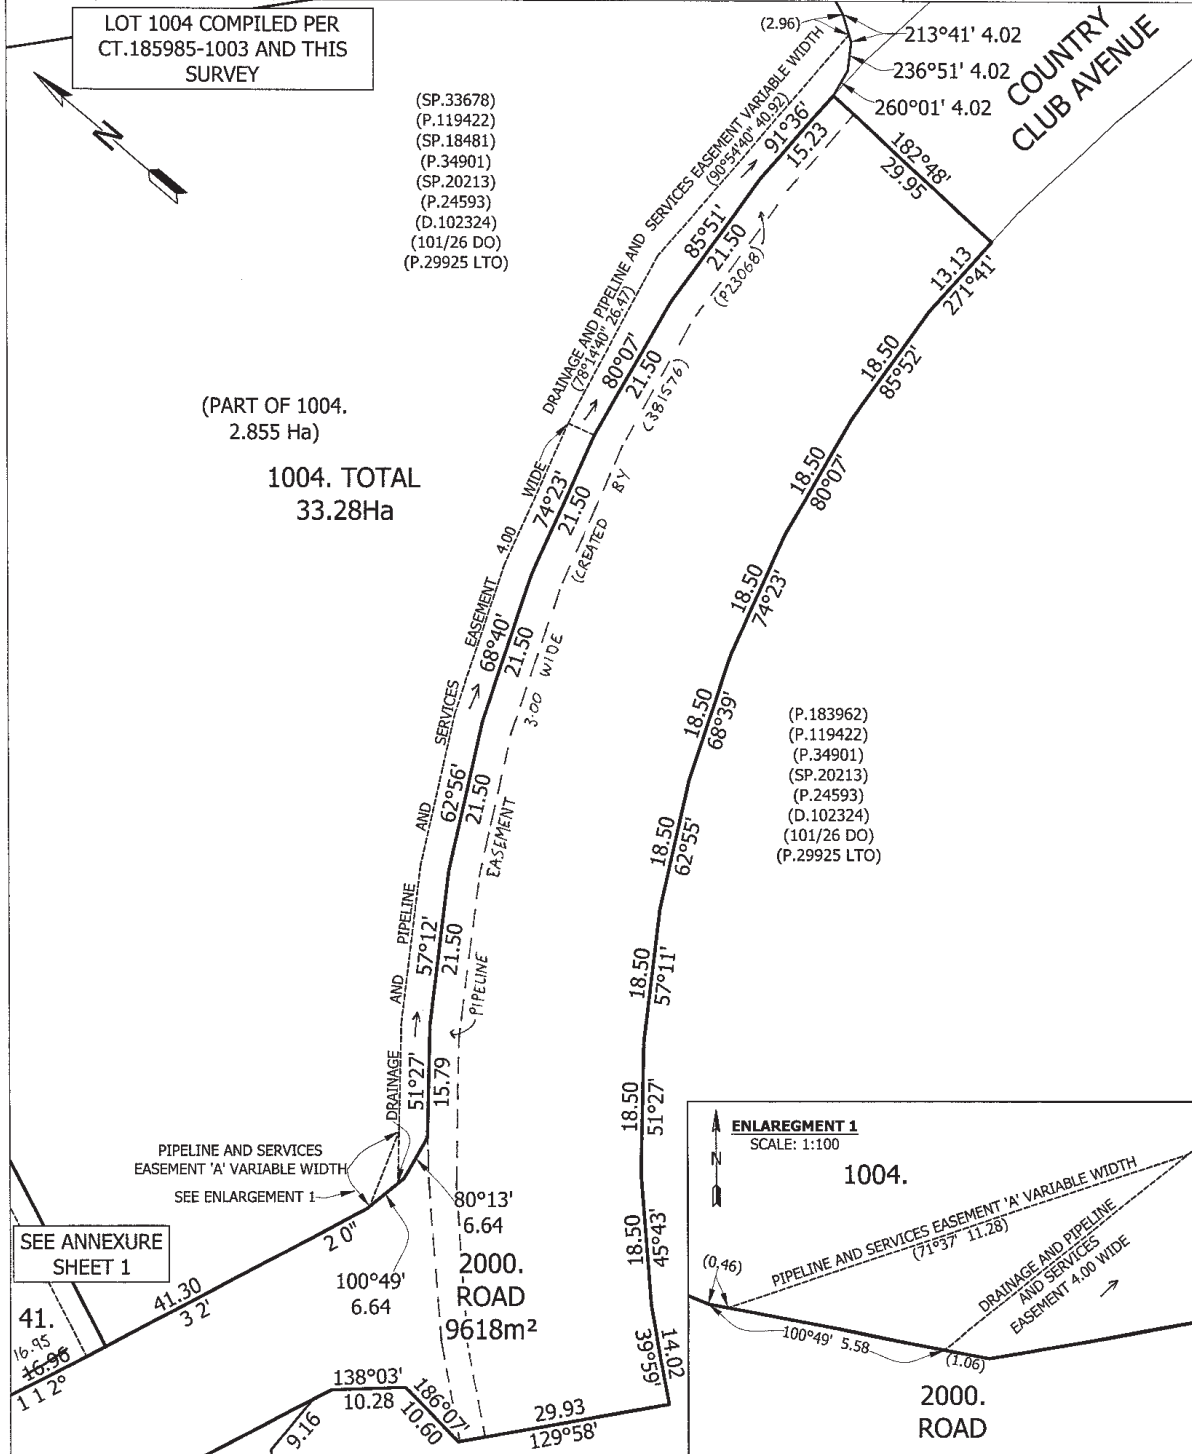 LOT 1004 COMPILED PER
CT.185985-1003 AND THIS
SURVEY
N
(SP.33678)
(P.119422)
(SP.18481)
(P.34901)
(SP.20213)
(P.24593)
(D.102324)
(101/26 DO)
(P.29925 LTO)
(2.96)
213°41' 4.02
236°51' 4.02
260°01' 4.02
COUNTRY
CLUB AVENUE
182°48'
29.95
DRAINAGE AND PIPELINE AND SERVICES EASEMENT VARIABLE WIDTH
(90°54'40" 40.92)
(78°14'40" 26.47)
91°36'
15.23
85°51'
21.50
(P23068)
80°07'
21.50
(381576)
13.13
271°41'
18.50
85°52'
18.50
80°07'
(PART OF 1004.
2.855 Ha)
1004. TOTAL
33.28Ha
74°23'
21.50
DRAINAGE AND PIPELINE AND SERVICES EASEMENT 4.00 WIDE
PIPELINE EASEMENT 3.00 WIDE (CREATED BY
18.50
74°23'
68°40'
21.50
18.50
68°39'
62°56'
21.50
(P.183962)
(P.119422)
(P.34901)
(SP.20213)
(P.24593)
(D.102324)
(101/26 DO)
(P.29925 LTO)
18.50
62°55'
57°12'
21.50
18.50
57°11'
51°27'
15.79
18.50
51°27'
PIPELINE AND SERVICES
EASEMENT 'A' VARIABLE WIDTH
SEE ENLARGEMENT 1
80°13'
6.64
100°49'
6.64
18.50
45°43'
SEE ANNEXURE
SHEET 1
2 0"
41.30
3 2'
41.
16.95
16.96
1 1 2°
2000.
ROAD
9618m²
14.02
39°59'
138°03'
10.28
186°07'
10.60
9.16
29.93
129°58'
ENLAREGMENT 1
SCALE: 1:100
N
1004.
PIPELINE AND SERVICES EASEMENT 'A' VARIABLE WIDTH
(71°37' 11.28)
(0.46)
DRAINAGE AND PIPELINE
AND SERVICES
EASEMENT 4.00 WIDE
100°49' 5.58
(1.06)
2000.
ROAD